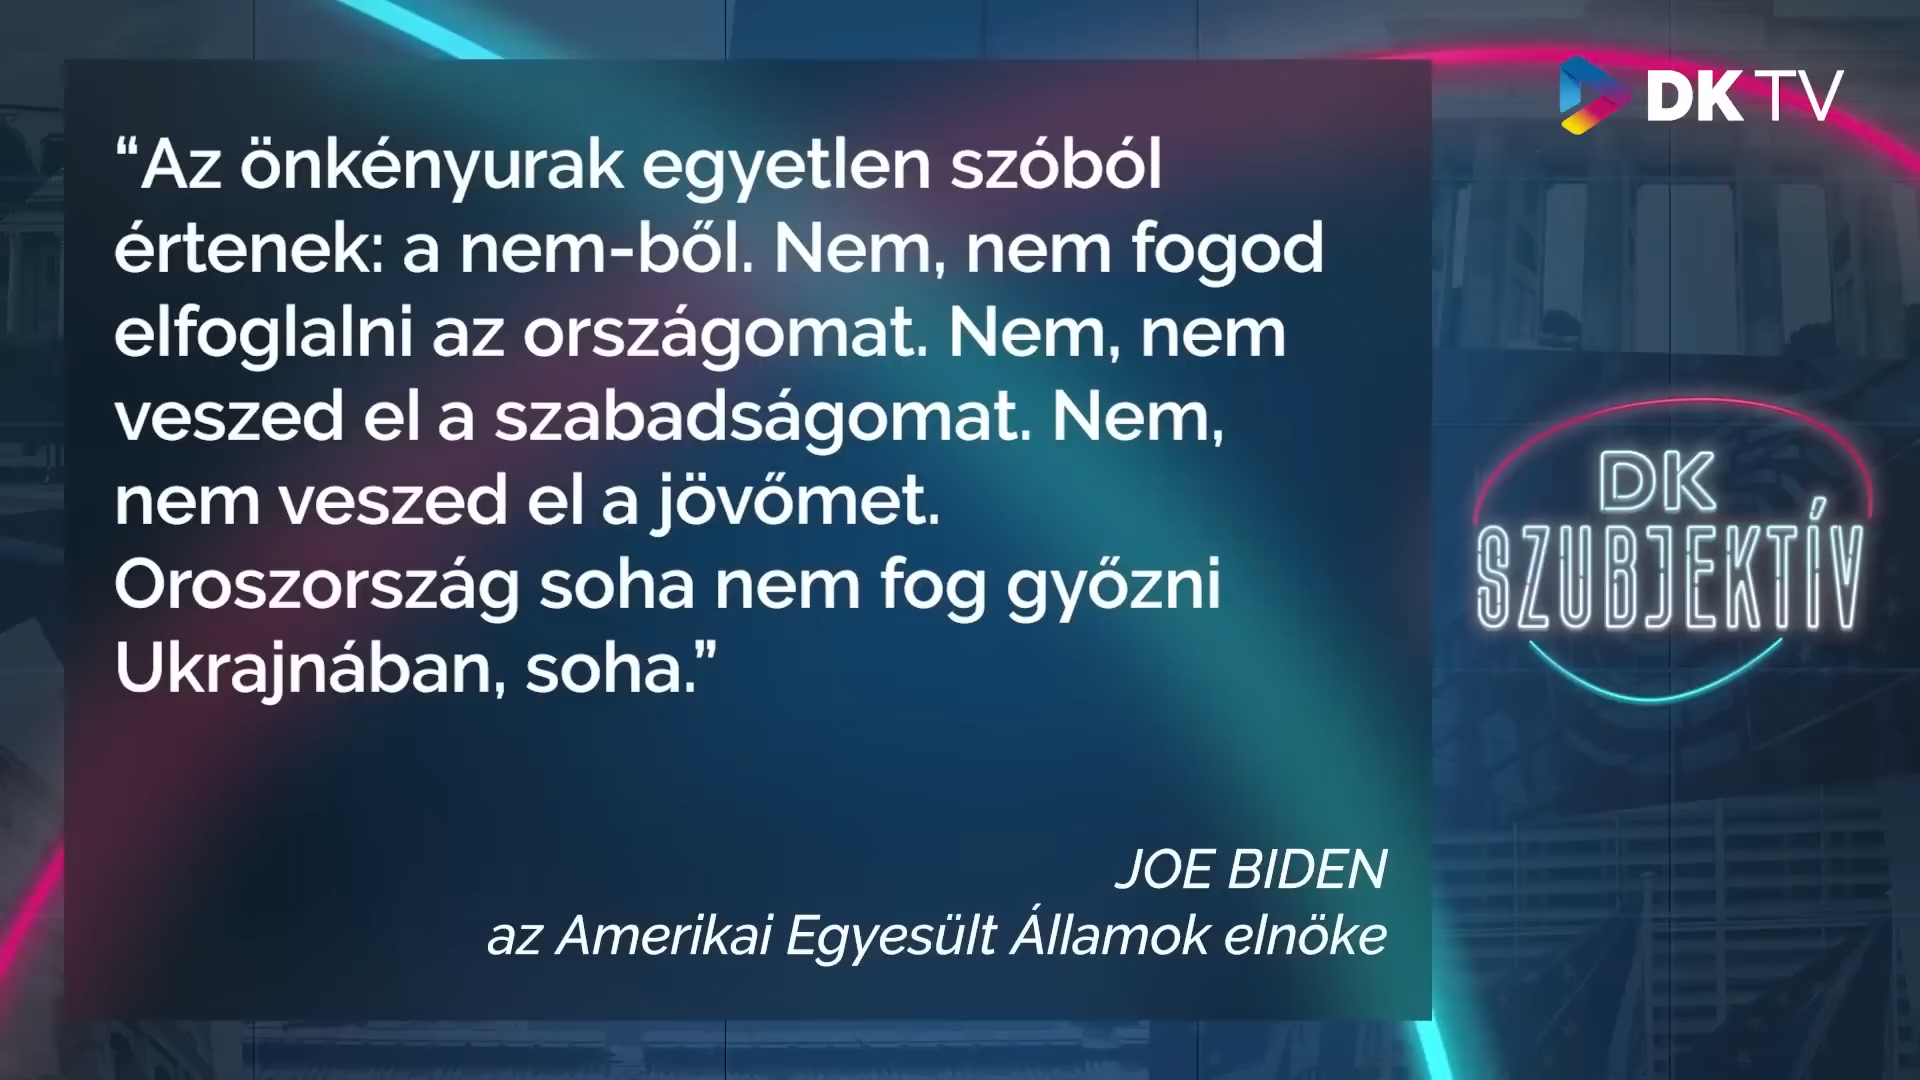 DK TV
“Az önkényurak egyetlen szóból
értenek: a nem-ből. Nem, nem fogod
elfoglalni az országomat. Nem, nem
veszed el a szabadságomat. Nem,
nem veszed el a jövőmet.
Oroszország soha nem fog győzni
Ukrajnában, soha.”
JOE BIDEN
az Amerikai Egyesült Államok elnöke
DK
SZUBJEKTÍV